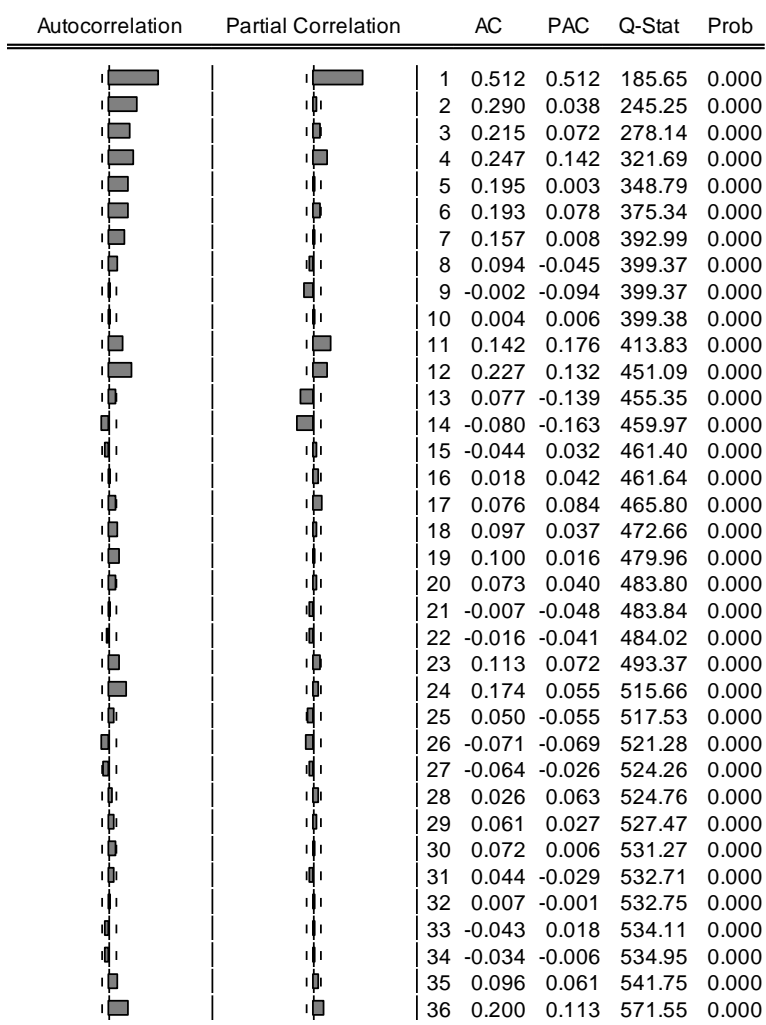 Autocorrelation Partial Correlation AC PAC Q-Stat Prob
1 0.512 0.512 185.65 0.000
2 0.290 0.038 245.25 0.000
3 0.215 0.072 278.14 0.000
4 0.247 0.142 321.69 0.000
5 0.195 0.003 348.79 0.000
6 0.193 0.078 375.34 0.000
7 0.157 0.008 392.99 0.000
8 0.094 -0.045 399.37 0.000
9 -0.002 -0.094 399.37 0.000
10 0.004 0.006 399.38 0.000
11 0.142 0.176 413.83 0.000
12 0.227 0.132 451.09 0.000
13 0.077 -0.139 455.35 0.000
14 -0.080 -0.163 459.97 0.000
15 -0.044 0.032 461.40 0.000
16 0.018 0.042 461.64 0.000
17 0.076 0.084 465.80 0.000
18 0.097 0.037 472.66 0.000
19 0.100 0.016 479.96 0.000
20 0.073 0.040 483.80 0.000
21 -0.007 -0.048 483.84 0.000
22 -0.016 -0.041 484.02 0.000
23 0.113 0.072 493.37 0.000
24 0.174 0.055 515.66 0.000
25 0.050 -0.055 517.53 0.000
26 -0.071 -0.069 521.28 0.000
27 -0.064 -0.026 524.26 0.000
28 0.026 0.063 524.76 0.000
29 0.061 0.027 527.47 0.000
30 0.072 0.006 531.27 0.000
31 0.044 -0.029 532.71 0.000
32 0.007 -0.001 532.75 0.000
33 -0.043 0.018 534.11 0.000
34 -0.034 -0.006 534.95 0.000
35 0.096 0.061 541.75 0.000
36 0.200 0.113 571.55 0.000